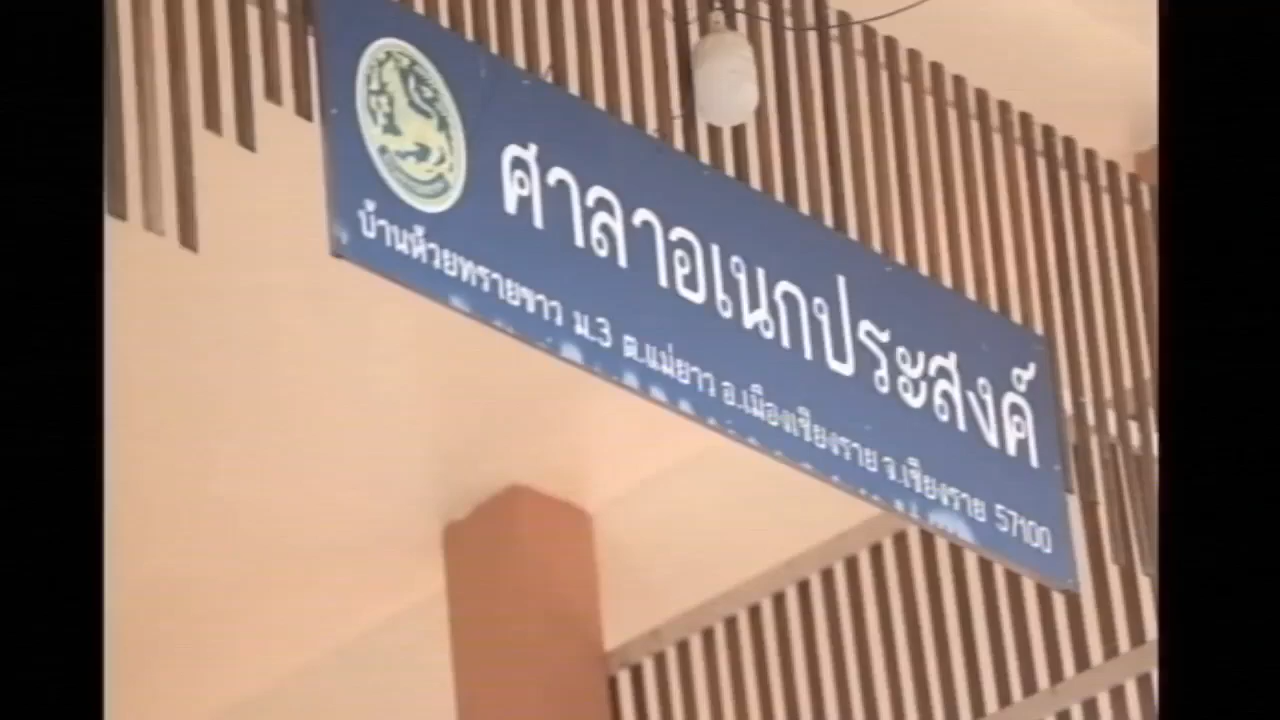 ศาลาอเนกประสงค์
บ้านห้วยทรายขาว ม.3 ต.แม่ยาว อ.เมืองเชียงราย จ.เชียงราย 57100